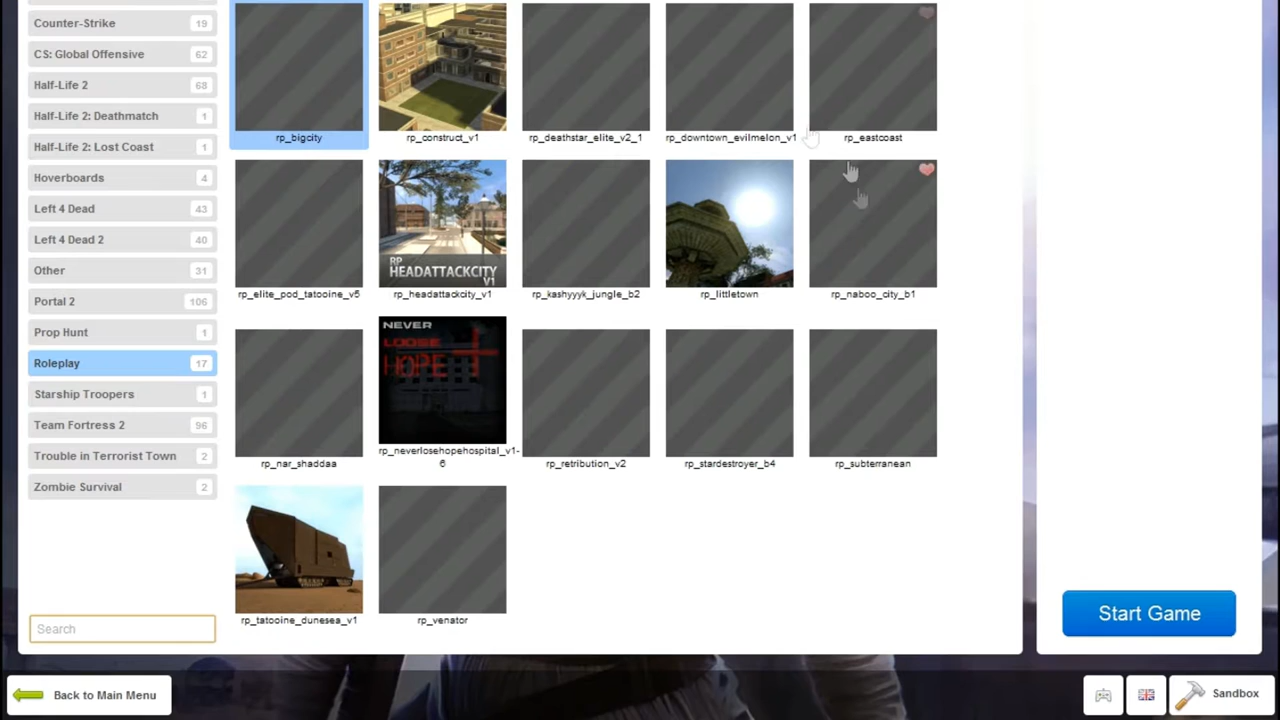 Counter-Strike 19
CS: Global Offensive 62
Half-Life 2 68
Half-Life 2: Deathmatch 1
Half-Life 2: Lost Coast 1
Hoverboards 4
Left 4 Dead 43
Left 4 Dead 2 40
Other 31
Portal 2 106
Prop Hunt 1
Roleplay 17
Starship Troopers 1
Team Fortress 2 96
Trouble in Terrorist Town 2
Zombie Survival 2
Search
rp_bigcity
rp_construct_v1
rp_deathstar_elite_v2_1
rp_downtown_evilmelon_v1
rp_eastcoast
RP
HEADATTACKCITY
V1
rp_elite_pod_tatooine_v5
rp_headattackcity_v1
rp_kashyyyk_jungle_b2
rp_littletown
rp_naboo_city_b1
NEVER
LOOSE
HOPE
rp_nar_shaddaa
rp_neverlosehopehospital_v1-
6
rp_retribution_v2
rp_stardestroyer_b4
rp_subterranean
rp_tatooine_dunesea_v1
rp_venator
Start Game
Back to Main Menu
Sandbox